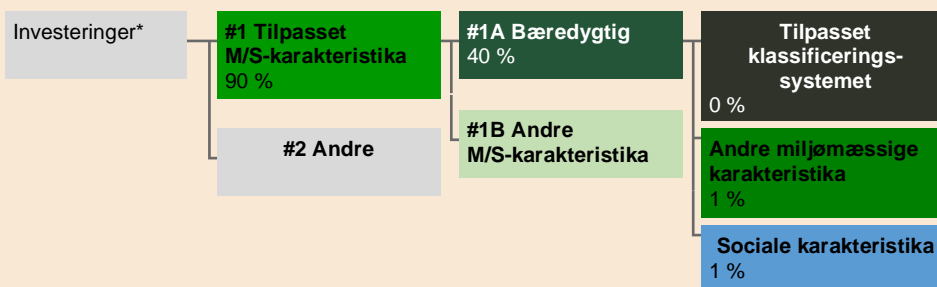 Investeringer*
#1 Tilpasset
M/S-karakteristika
90 %
#2 Andre
#1A Bæredygtig
40 %
#1B Andre
M/S-karakteristika
Tilpasset
klassificerings-
systemet
0 %
Andre miljømæssige
karakteristika
1 %
Sociale karakteristika
1 %